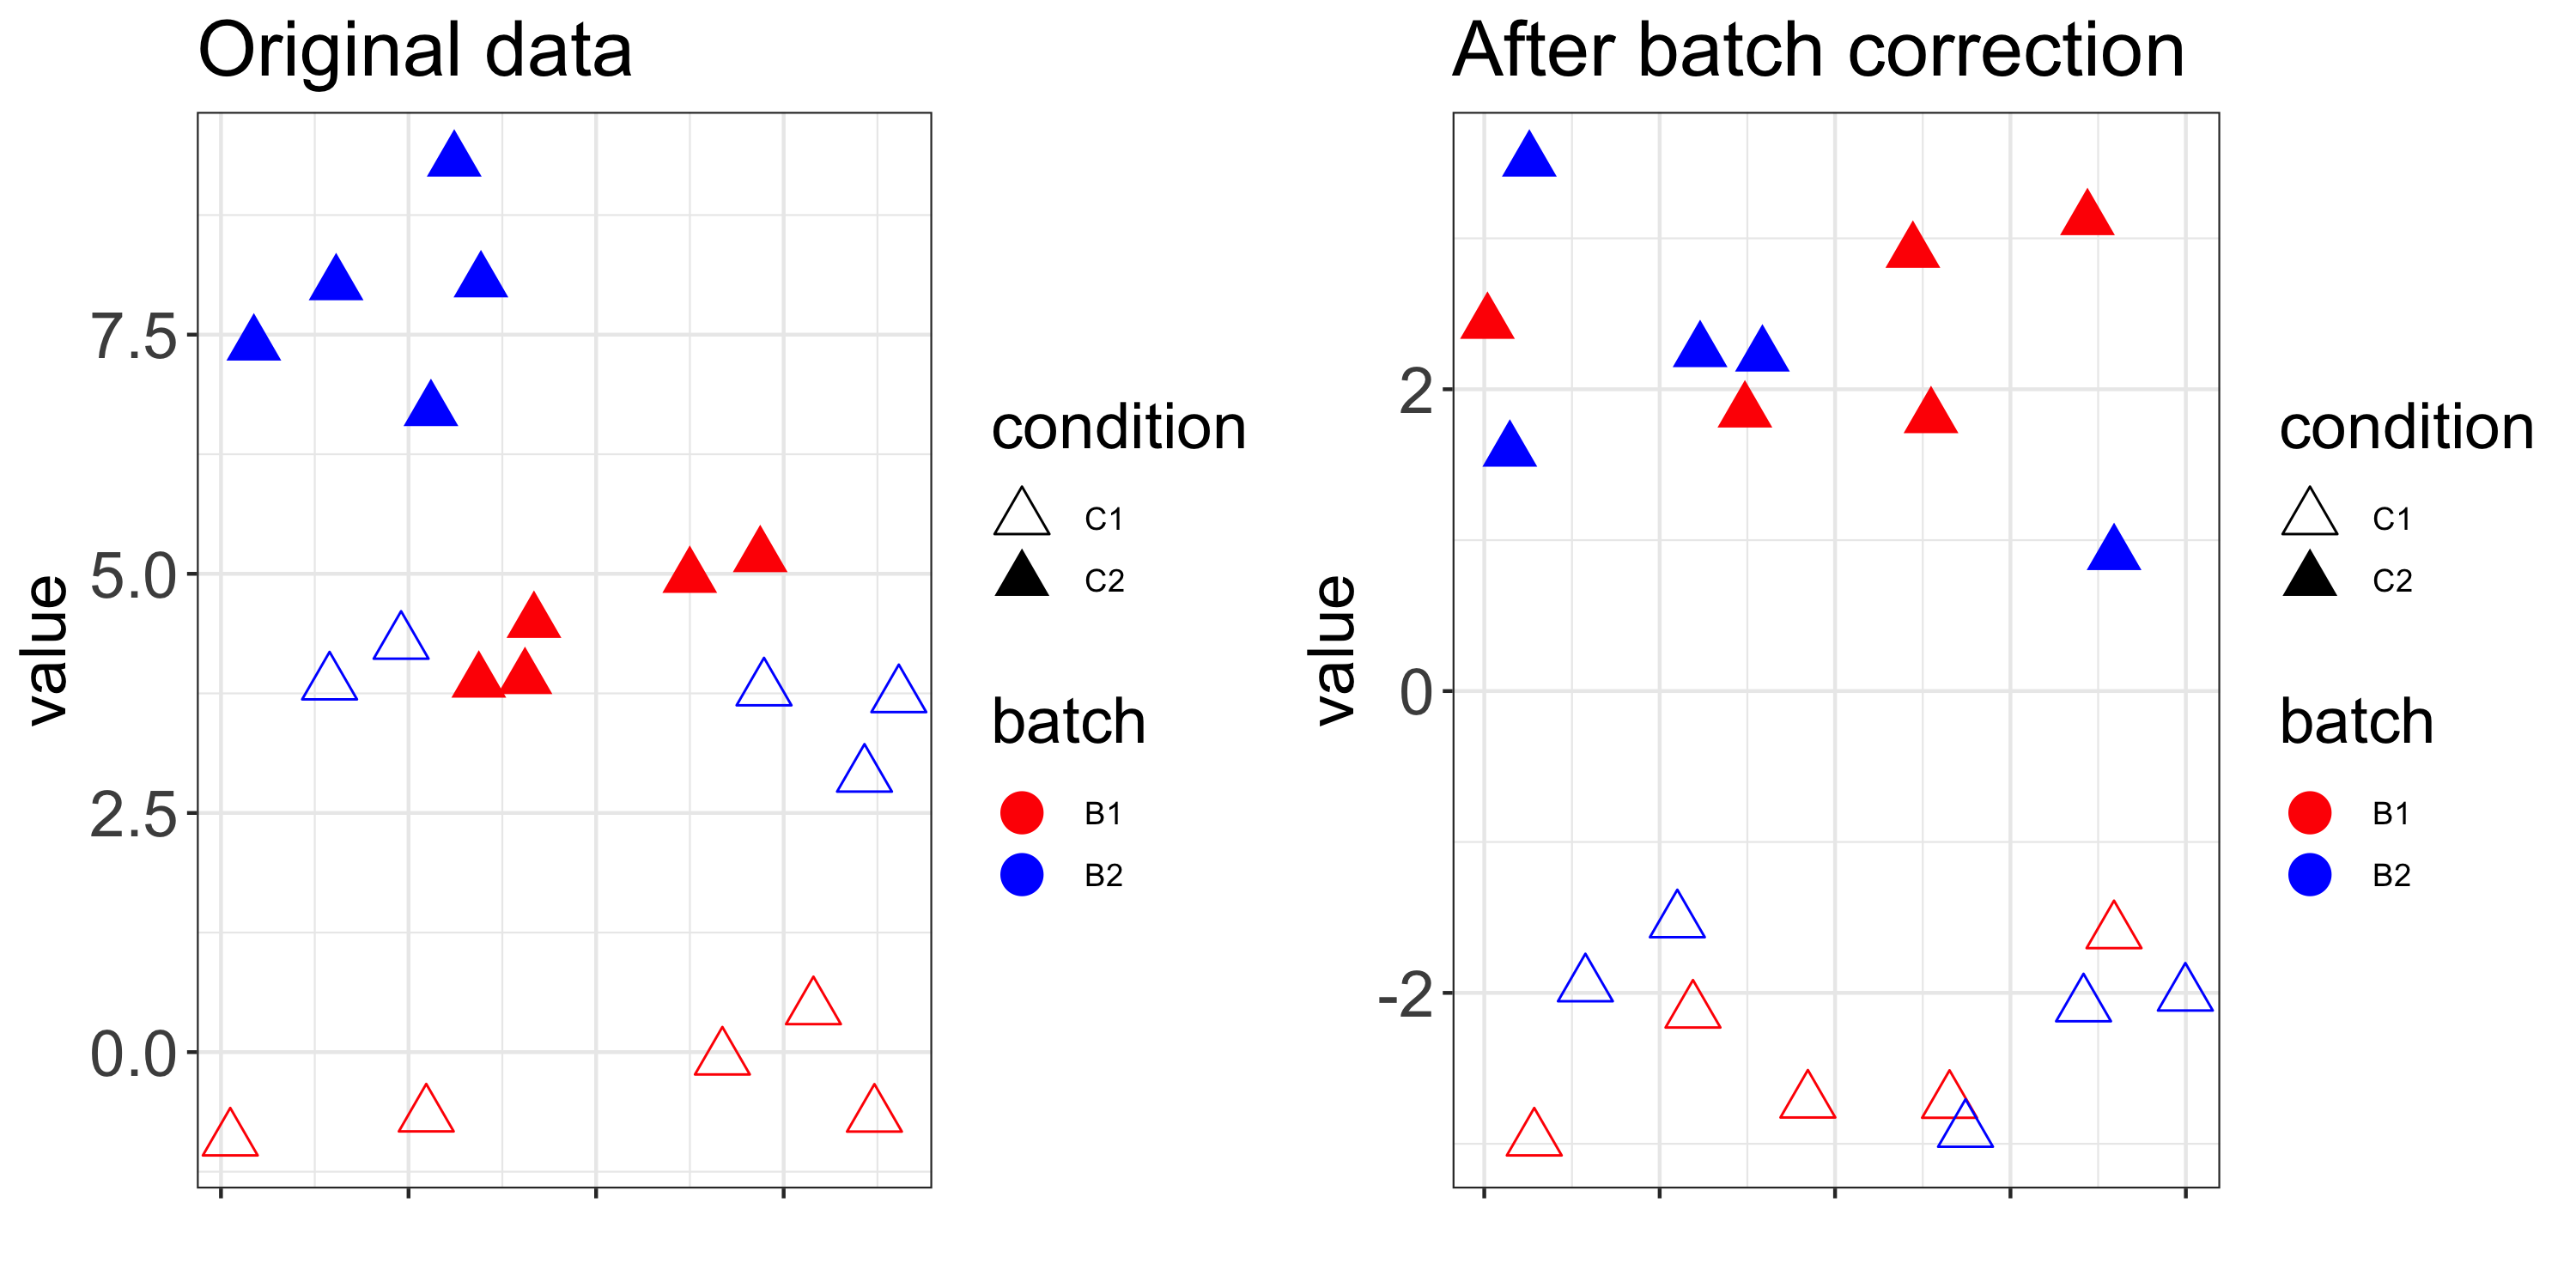 Original data
value
7.5
5.0
2.5
0.0
condition
C1
C2
batch
B1
B2
After batch correction
value
2
0
-2
condition
C1
C2
batch
B1
B2